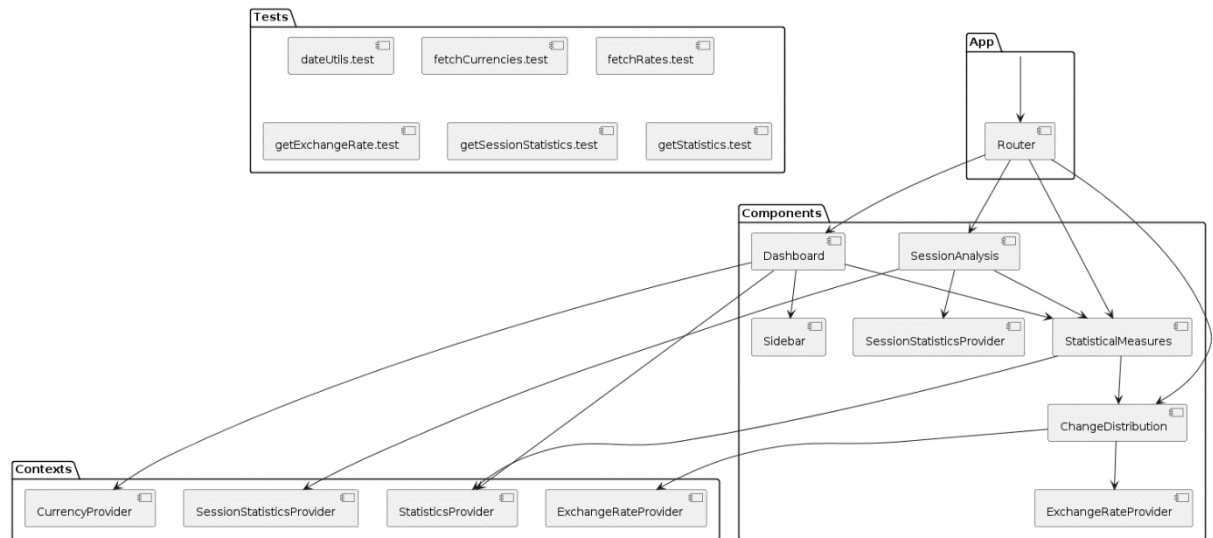 Tests
dateUtils.test
fetchCurrencies.test
fetchRates.test
getExchangeRate.test
getSessionStatistics.test
getStatistics.test
App
Router
Components
Dashboard
SessionAnalysis
Sidebar
SessionStatisticsProvider
StatisticalMeasures
ChangeDistribution
ExchangeRateProvider
Contexts
CurrencyProvider
SessionStatisticsProvider
StatisticsProvider
ExchangeRateProvider